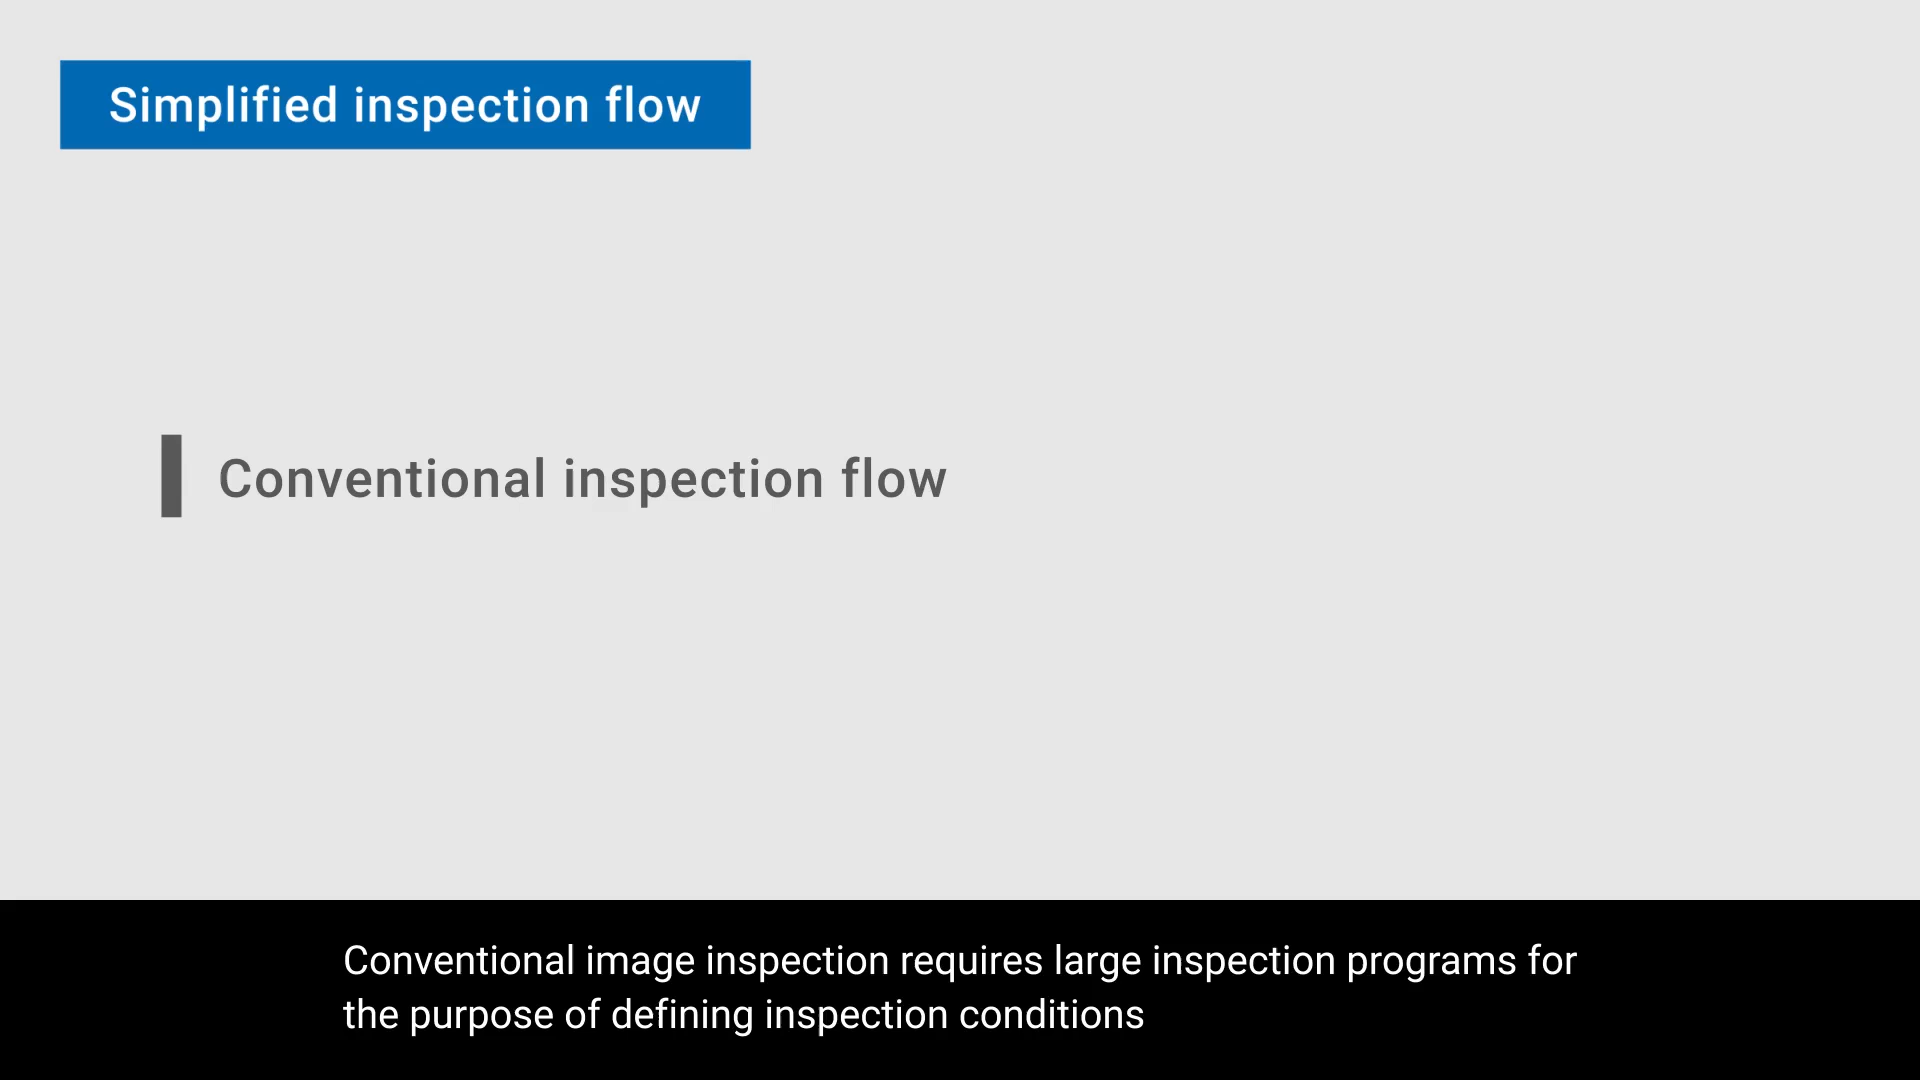 Simplified inspection flow
Conventional inspection flow
Conventional image inspection requires large inspection programs for
the purpose of defining inspection conditions